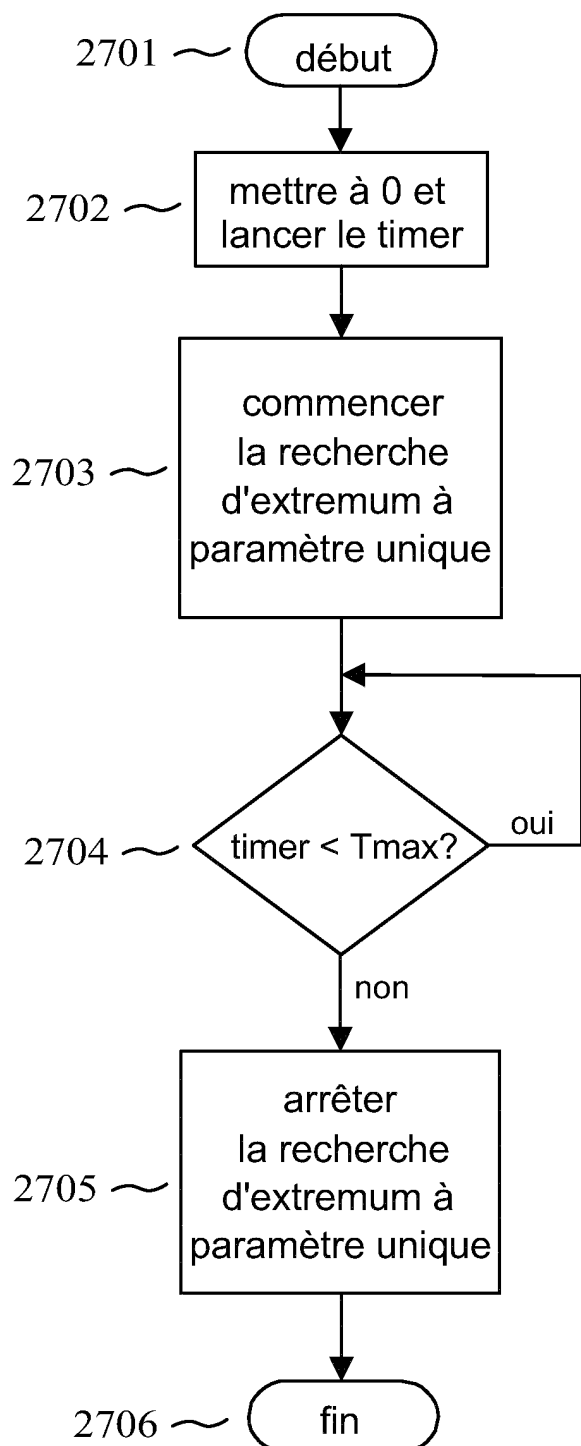 2701
début
2702
mettre à 0 et
lancer le timer
2703
commencer
la recherche
d'extremum à
paramètre unique
2704
timer < Tmax?
oui
non
2705
arrêter
la recherche
d'extremum à
paramètre unique
2706
fin